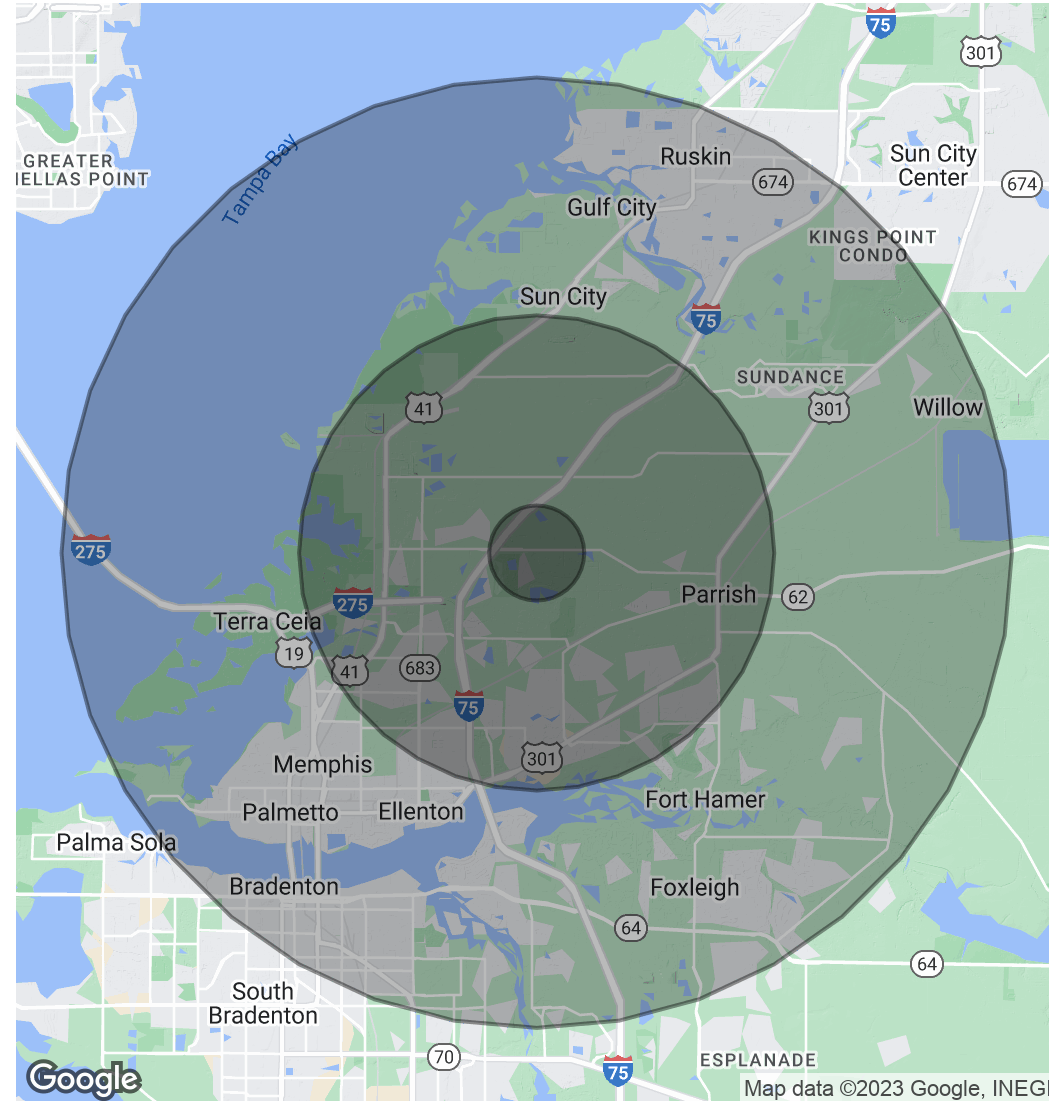 75
301
GREATER
IELLAS POINT
Tampa Bay
Ruskin
Sun City
Center
674
674
Gulf City
KINGS POINT
CONDO
Sun City
75
SUNDANCE
41
301
Willow
275
275
Parrish
62
Terra Ceia
19
41
683
75
301
Memphis
Fort Hamer
Palmetto
Ellenton
Palma Sola
Bradenton
Foxleigh
64
64
South
Bradenton
70
ESPLANADE
75
Google
Map data ©2023 Google, INEGI